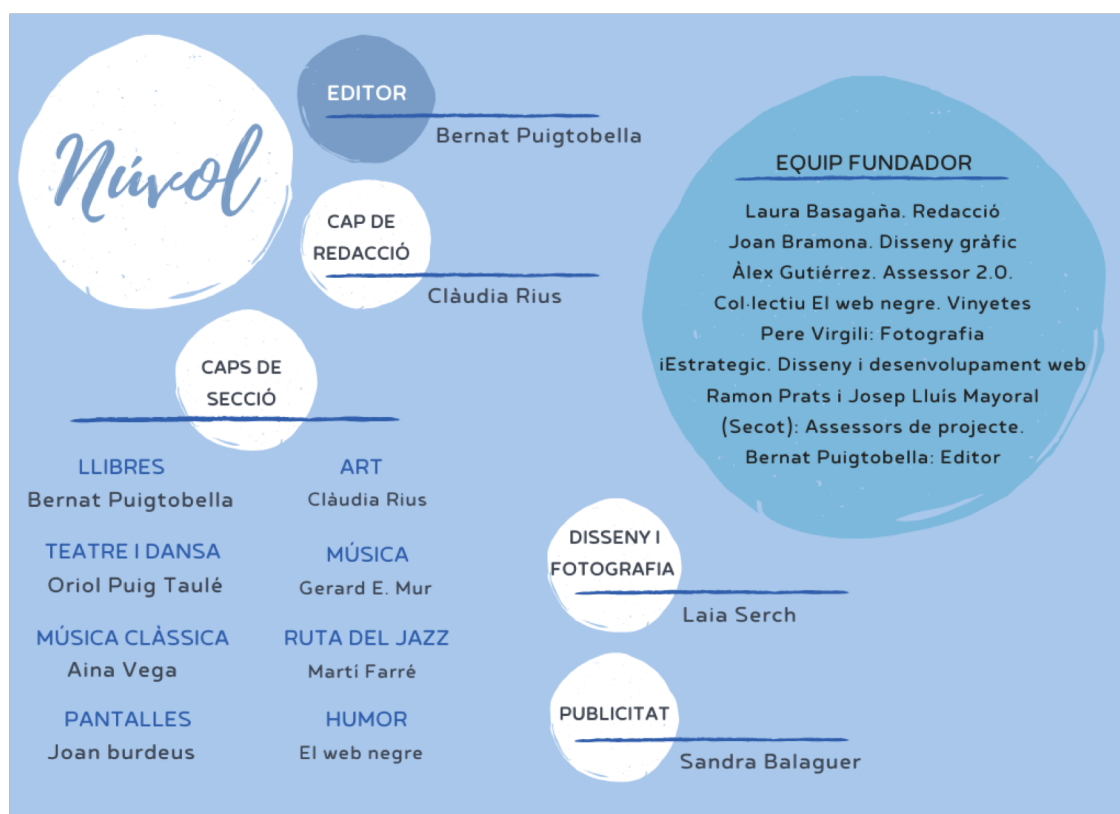 Núvol
EDITOR
Bernat Puigtobella
CAP DE
REDACCIÓ
Clàudia Rius
CAPS DE
SECCIÓ
LLIBRES
Bernat Puigtobella
ART
Clàudia Rius
TEATRE I DANSA
Oriol Puig Taulé
MÚSICA
Gerard E. Mur
MÚSICA CLÀSSICA
Aina Vega
RUTA DEL JAZZ
Martí Farré
PANTALLES
Joan burdeus
HUMOR
El web negre
EQUIP FUNDADOR
Laura Basagaña. Redacció
Joan Bramona. Disseny gràfic
Àlex Gutiérrez. Assessor 2.0.
Col·lectiu El web negre. Vinyetes
Pere Virgili: Fotografia
iEstrategic. Disseny i desenvolupament web
Ramon Prats i Josep Lluís Mayoral
(Secot): Assessors de projecte.
Bernat Puigtobella: Editor
DISSENY I
FOTOGRAFIA
Laia Serch
PUBLICITAT
Sandra Balaguer